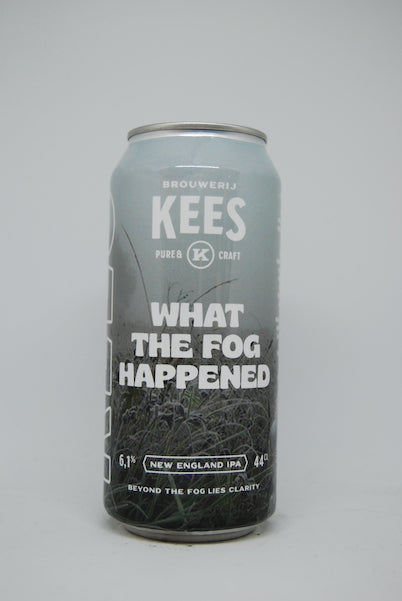 BROUWERIJ
KEES
PURE & K CRAFT
WHAT
THE FOG
HAPPENED
6,1% NEW ENGLAND IPA 44CL
BEYOND THE FOG LIES CLARITY